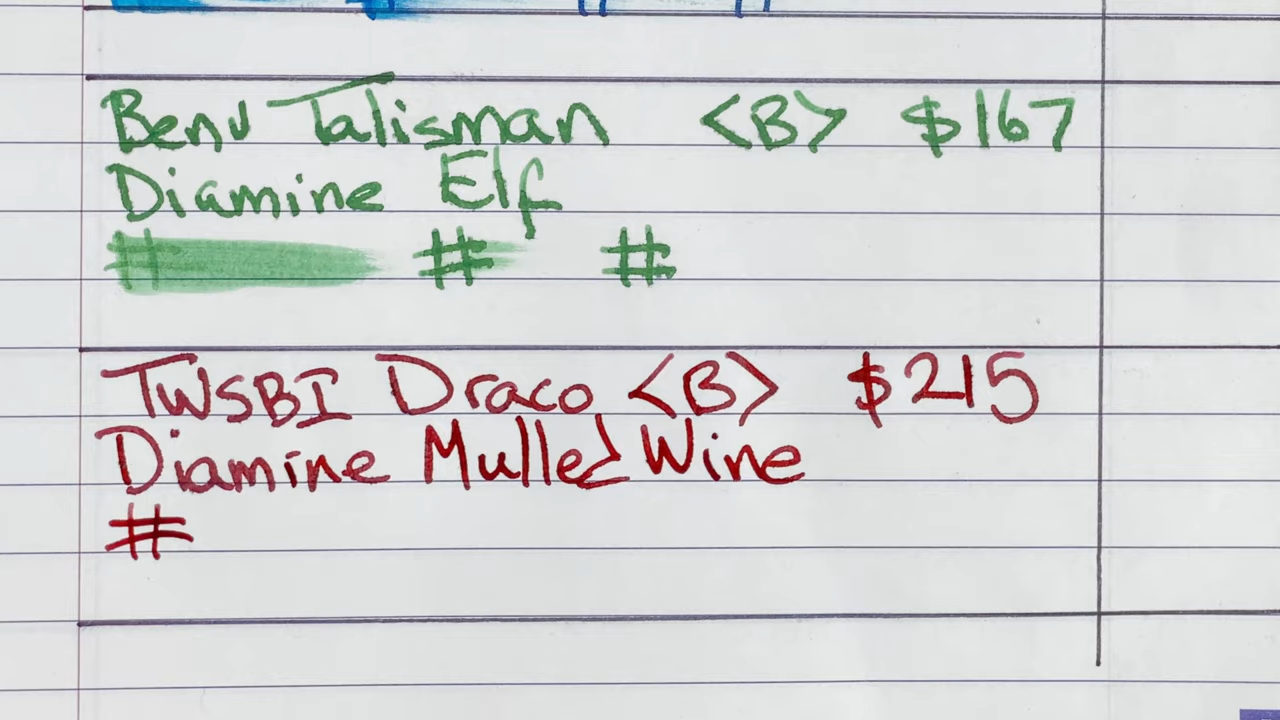 Benu Talisman <B> $167
Diamine Elf
# # #
TWSBI Draco <B> $215
Diamine Mulled Wine
#